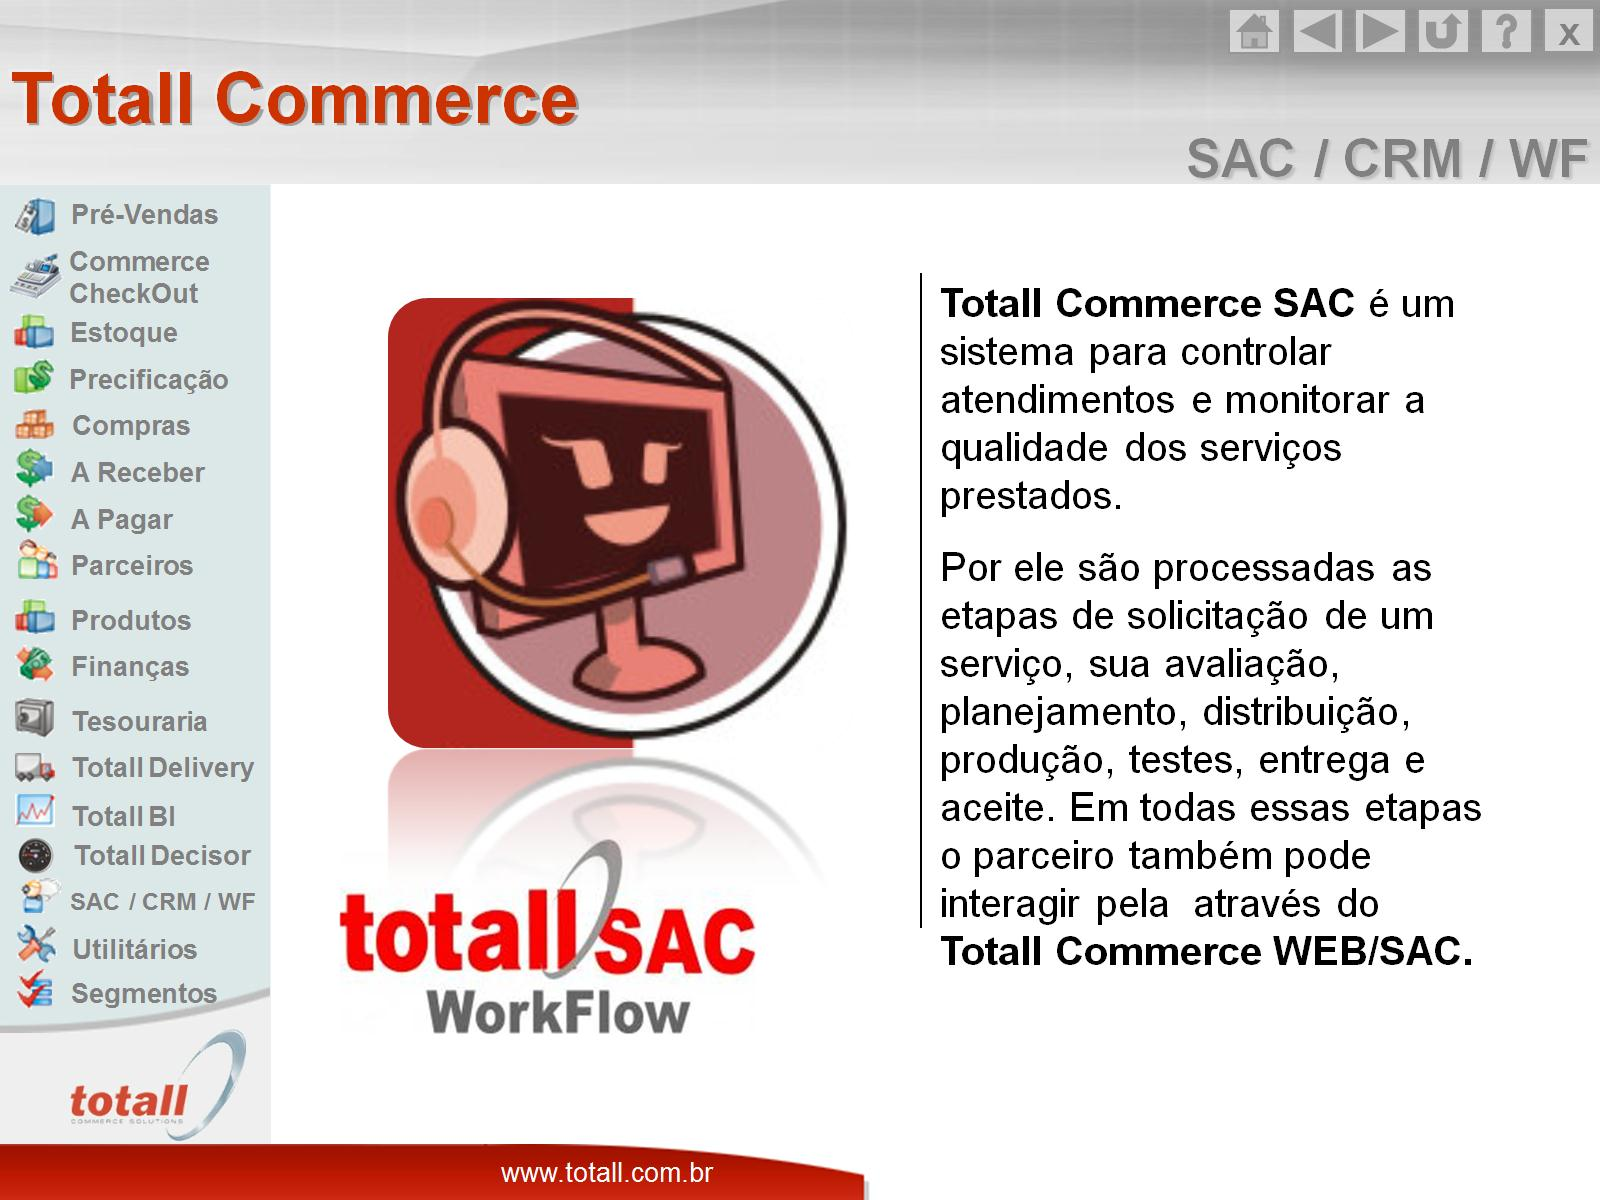 Totall Commerce
SAC / CRM / WF
? x
Pré-Vendas
Commerce
CheckOut
Estoque
Precificação
Compras
A Receber
A Pagar
Parceiros
Produtos
Finanças
Tesouraria
Totall Delivery
Totall BI
Totall Decisor
SAC / CRM / WF
Utilitários
Segmentos
totall
COMMERCE SOLUTIONS
totall SAC
WorkFlow
Totall Commerce SAC é um
sistema para controlar
atendimentos e monitorar a
qualidade dos serviços
prestados.
Por ele são processadas as
etapas de solicitação de um
serviço, sua avaliação,
planejamento, distribuição,
produção, testes, entrega e
aceite. Em todas essas etapas
o parceiro também pode
interagir pela  através do
Totall Commerce WEB/SAC.
www.totall.com.br